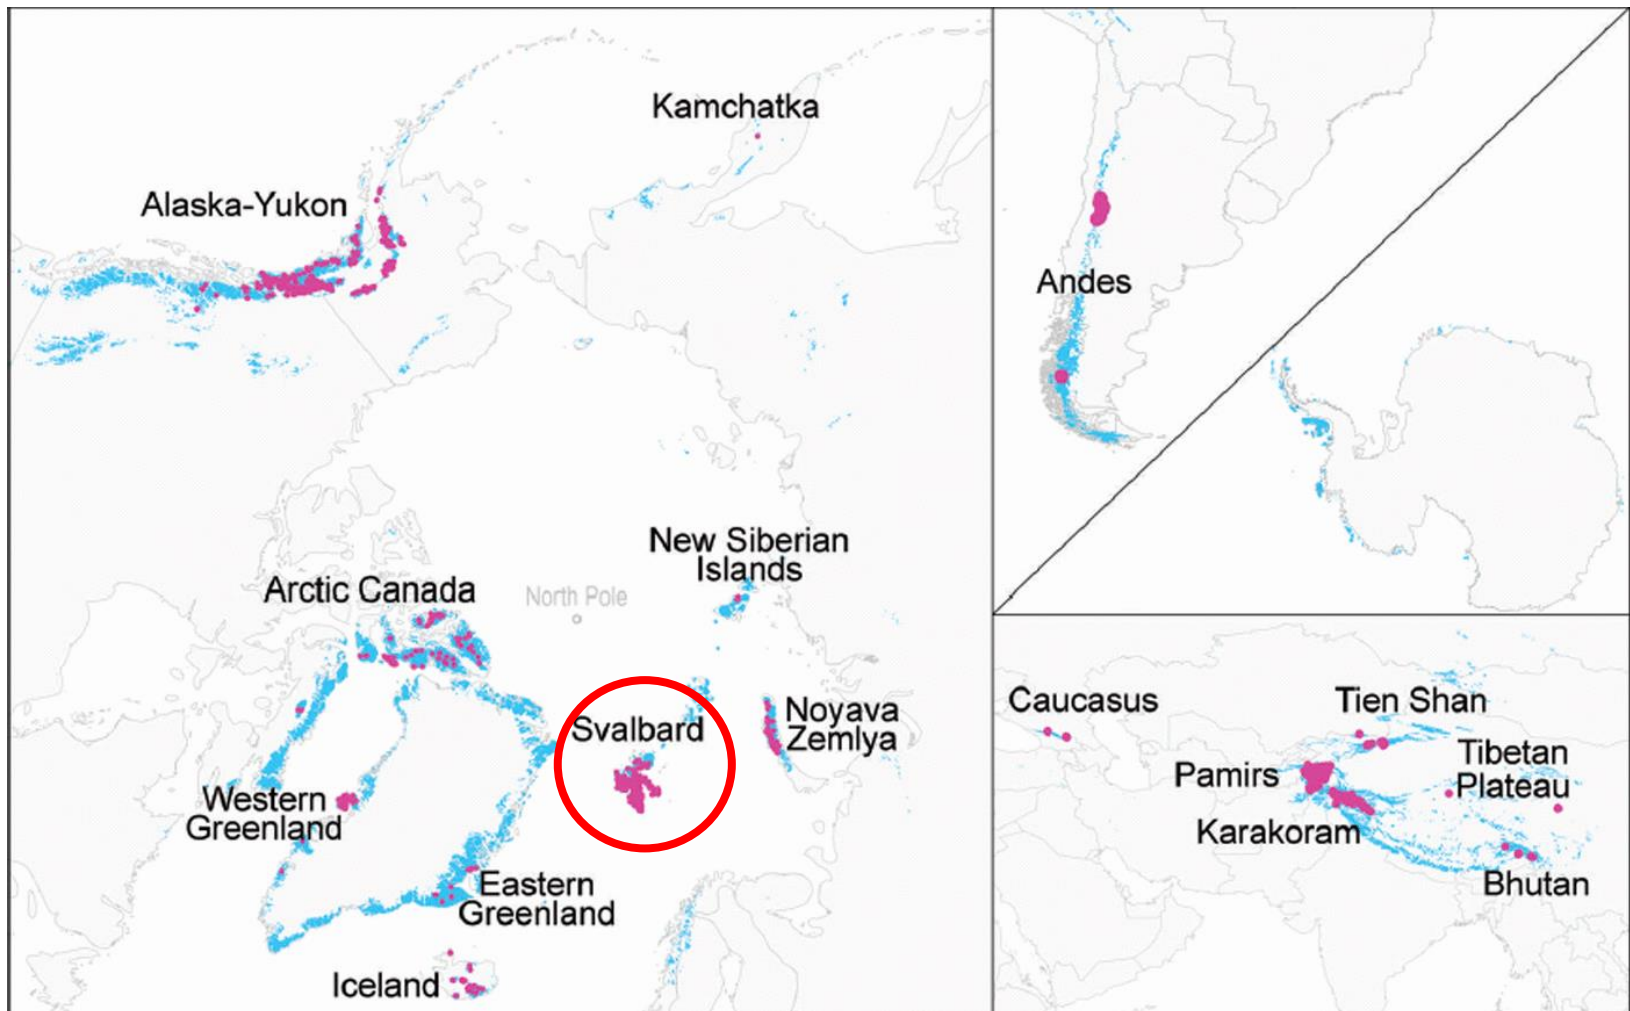 Kamchatka
Alaska-Yukon
Andes
New Siberian
Islands
Arctic Canada
North Pole
Svalbard
Noyava
Zemlya
Western
Greenland
Eastern
Greenland
Iceland
Caucasus
Tien Shan
Tibetan
Plateau
Pamirs
Karakoram
Bhutan